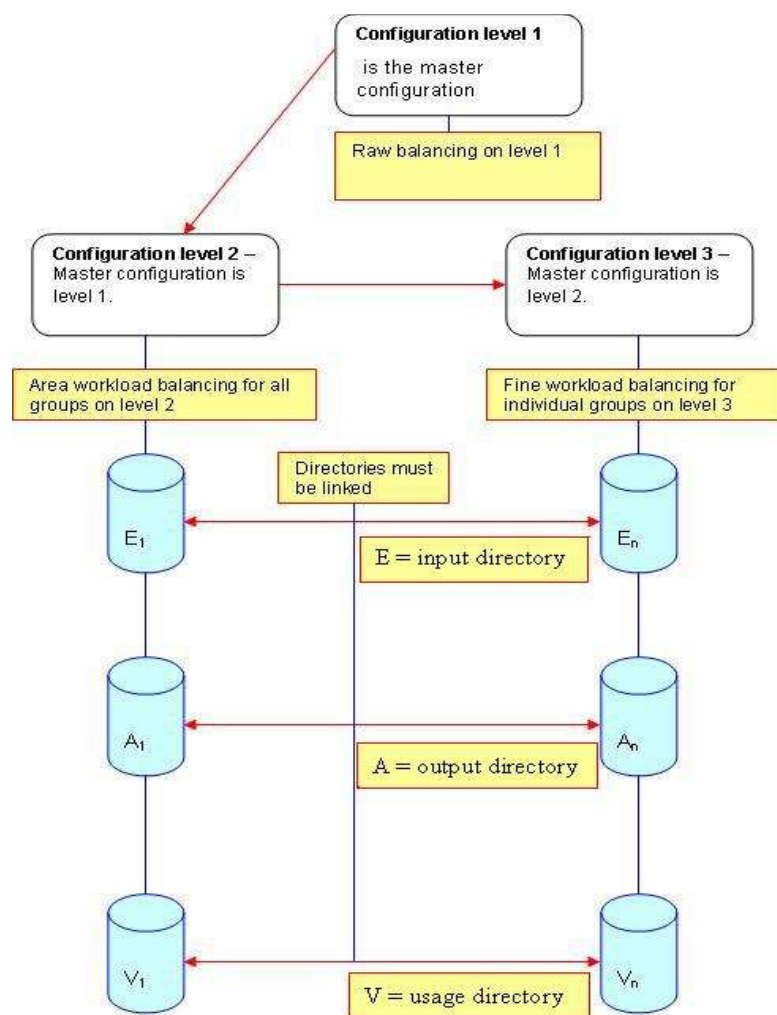 Configuration level 1
is the master
configuration
Raw balancing on level 1
Configuration level 2 –
Master configuration is
level 1.
Configuration level 3 –
Master configuration is
level 2.
Area workload balancing for all
groups on level 2
Fine workload balancing for
individual groups on level 3
Directories must
be linked
E₁
Eₙ
E = input directory
A₁
Aₙ
A = output directory
V₁
Vₙ
V = usage directory